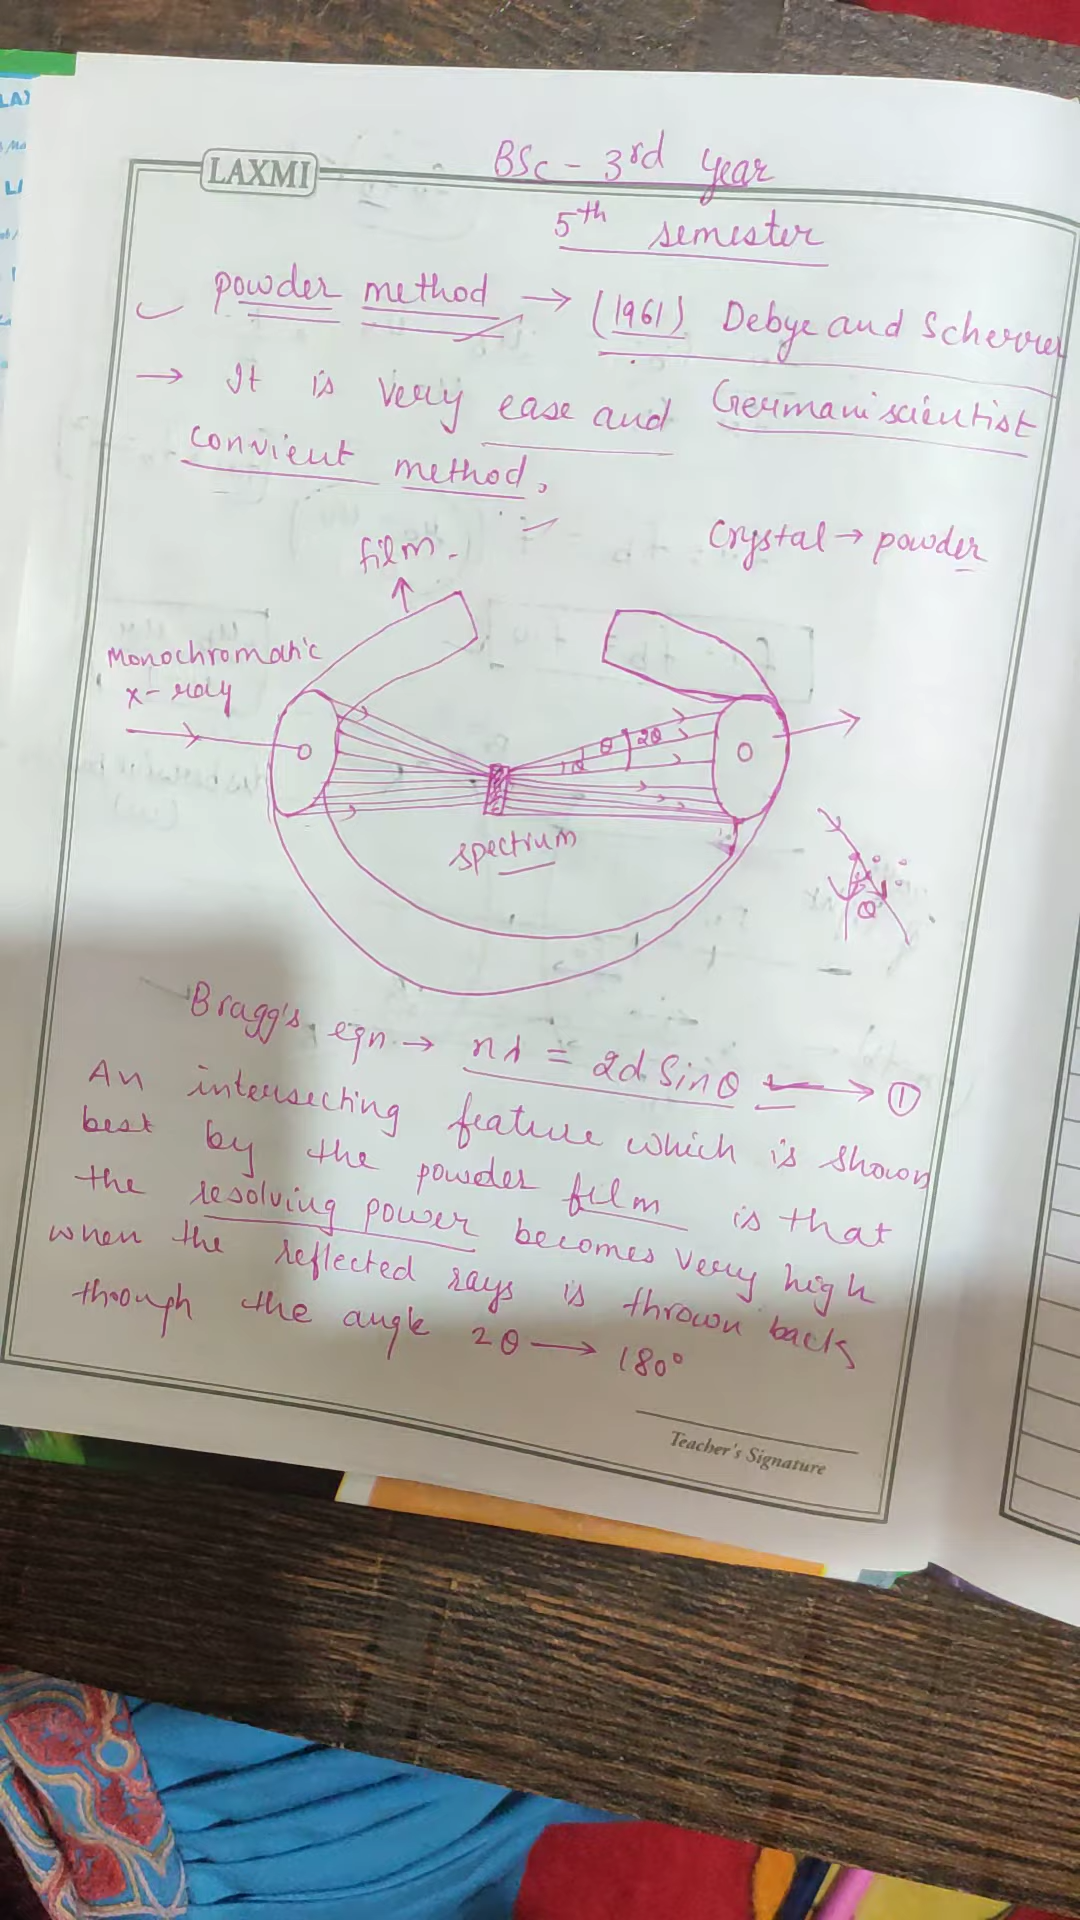 LAXMI
BSc - 3rd year
5th semester
powder method → (1961) Debye and Scherrer
→ It is very ease and Germani scientist
convient method.
Crystal → powder
film.
Monochromatic
x-ray
θ 2θ
θ
spectrum
θ
Bragg's eqn. → nλ = 2d Sinθ ①
An intersecting feature which is shown
best by the powder film is that
the resolving power becomes very high
when the reflected rays is thrown back
through the angle 2θ → 180°
Teacher's Signature